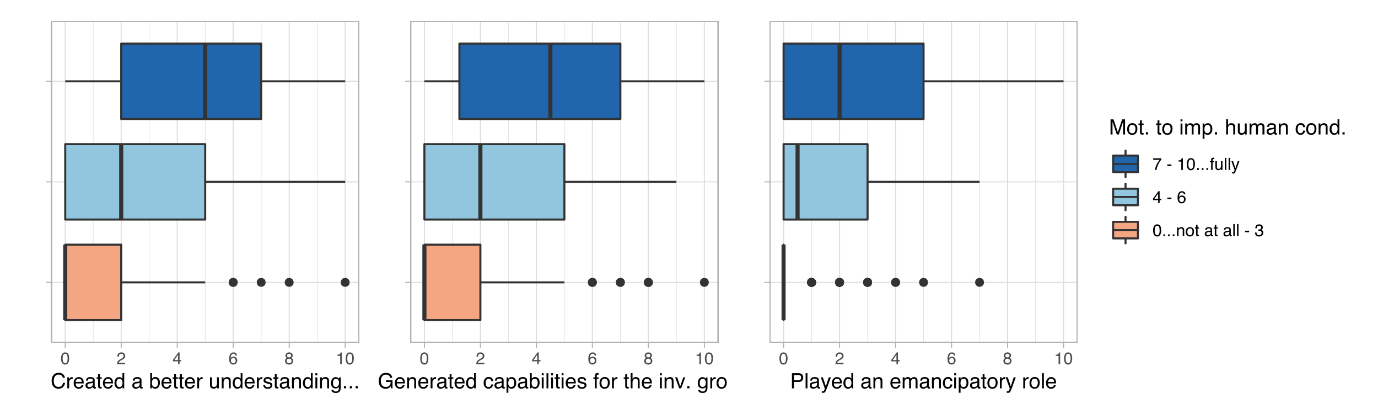 0 2 4 6 8 10
Created a better understanding...
0 2 4 6 8 10
Generated capabilities for the inv. gro
0 2 4 6 8 10
Played an emancipatory role
Mot. to imp. human cond.
7 - 10...fully
4 - 6
0...not at all - 3